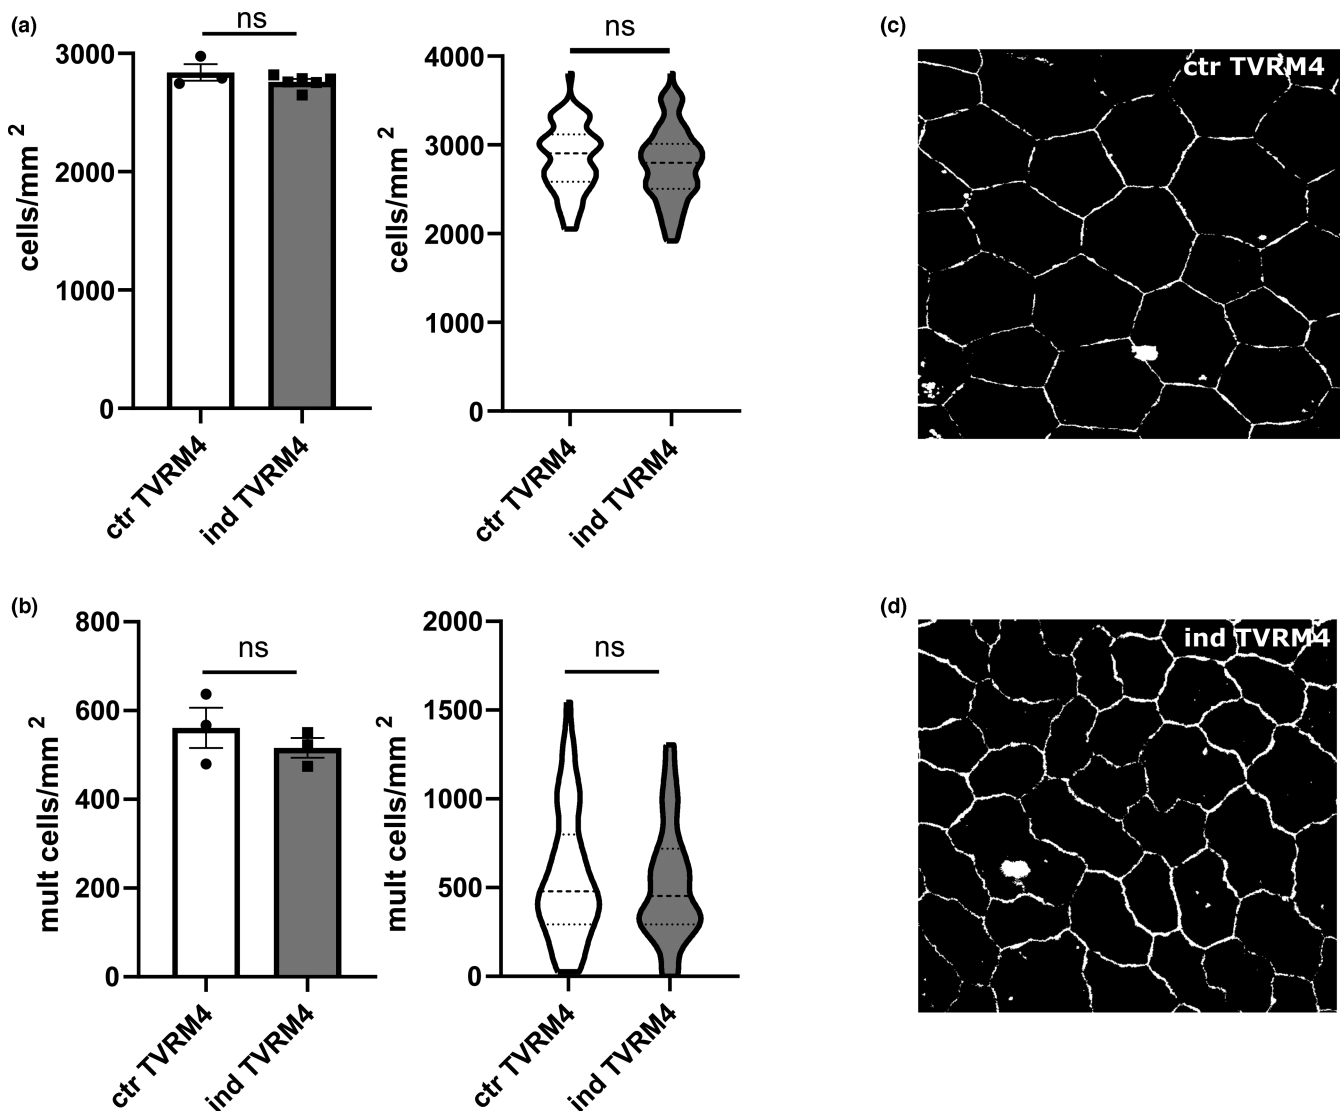 (a)
ns
3000
2000
1000
0
cells/mm 2
ctr TVRM4
ind TVRM4
ns
4000
3000
2000
1000
0
cells/mm 2
ctr TVRM4
ind TVRM4
(c)
ctr TVRM4
(b)
ns
800
600
400
200
0
mult cells/mm 2
ctr TVRM4
ind TVRM4
ns
2000
1500
1000
500
0
mult cells/mm 2
ctr TVRM4
ind TVRM4
(d)
ind TVRM4